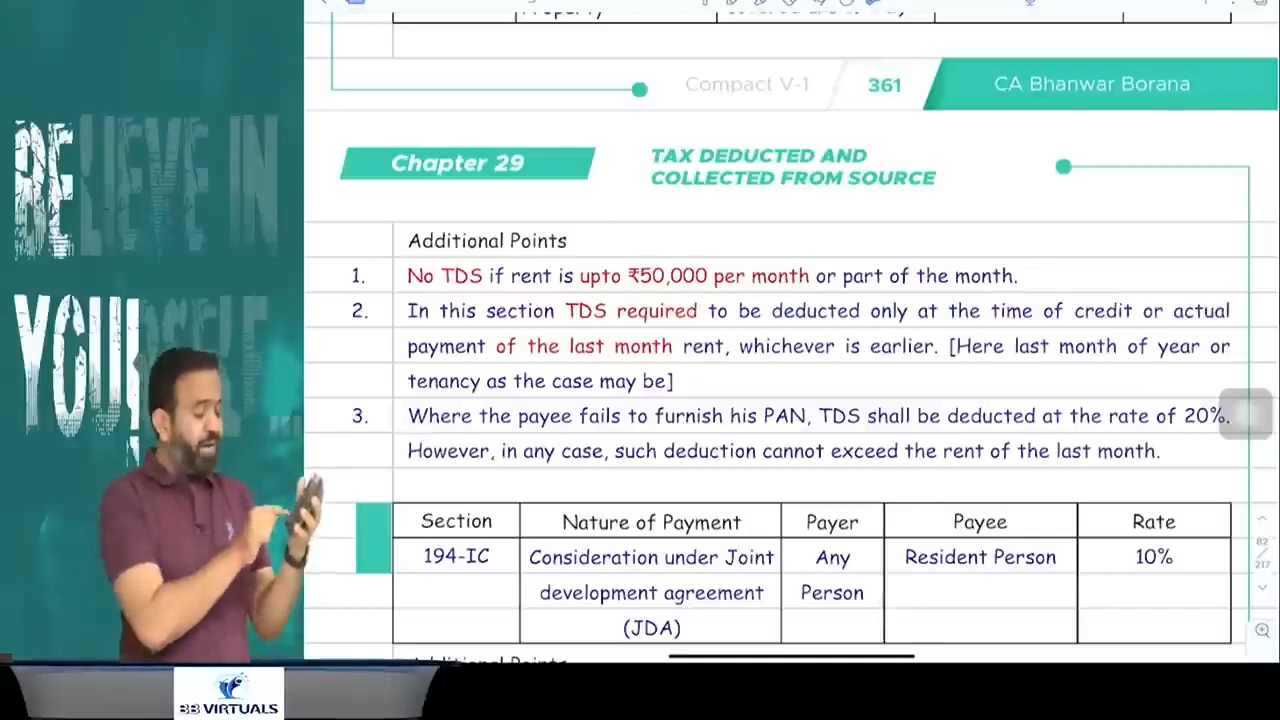 BELIEVE IN
YOURSELF...
BB VIRTUALS
Compact V-1
361
CA Bhanwar Borana
Chapter 29
TAX DEDUCTED AND
COLLECTED FROM SOURCE
Additional Points
1. No TDS if rent is upto ₹50,000 per month or part of the month.
2. In this section TDS required to be deducted only at the time of credit or actual
payment of the last month rent, whichever is earlier. [Here last month of year or
tenancy as the case may be]
3. Where the payee fails to furnish his PAN, TDS shall be deducted at the rate of 20%.
However, in any case, such deduction cannot exceed the rent of the last month.
Section Nature of Payment Payer Payee Rate
194-IC Consideration under Joint Any Resident Person 10%
development agreement Person
(JDA)
82
217